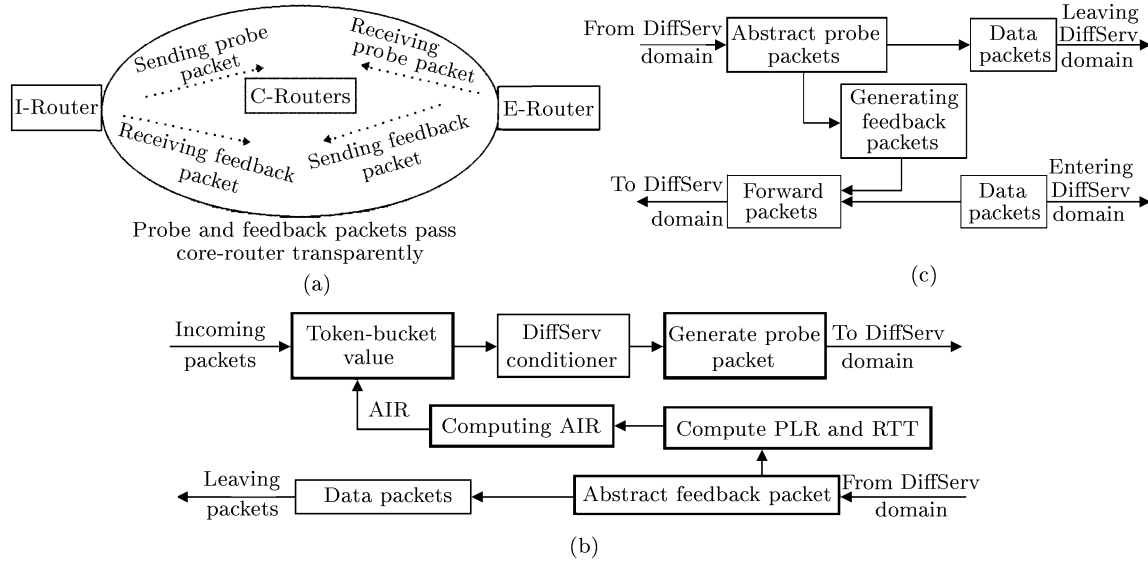 Sending probe
packet
Receiving
probe packet
I-Router
C-Routers
E-Router
Receiving feedback
packet
Sending feedback
packet
Probe and feedback packets pass
core-router transparently
(a)
From DiffServ
domain
Abstract probe
packets
Data
packets
Leaving
DiffServ
domain
Generating
feedback
packets
To DiffServ
domain
Forward
packets
Data
packets
Entering
DiffServ
domain
(c)
Incoming
packets
Token-bucket
value
DiffServ
conditioner
Generate probe
packet
To DiffServ
domain
AIR
Computing AIR
Compute PLR and RTT
Leaving
packets
Data packets
Abstract feedback packet
From DiffServ
domain
(b)